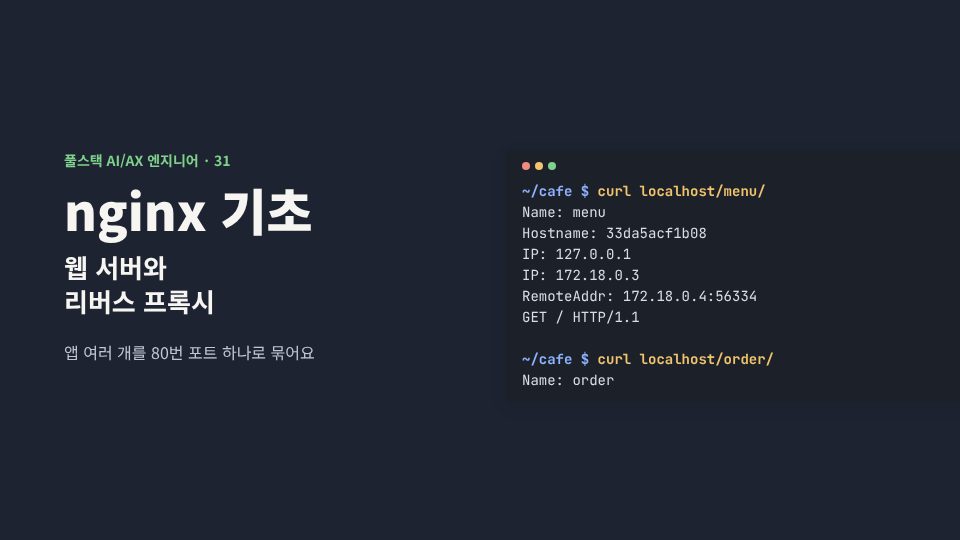 풀스택 AI/AX 엔지니어 · 31
nginx 기초
웹 서버와
리버스 프록시
앱 여러 개를 80번 포트 하나로 묶어요
~/cafe $ curl localhost/menu/
Name: menu
Hostname: 33da5acf1b08
IP: 127.0.0.1
IP: 172.18.0.3
RemoteAddr: 172.18.0.4:56334
GET / HTTP/1.1
~/cafe $ curl localhost/order/
Name: order